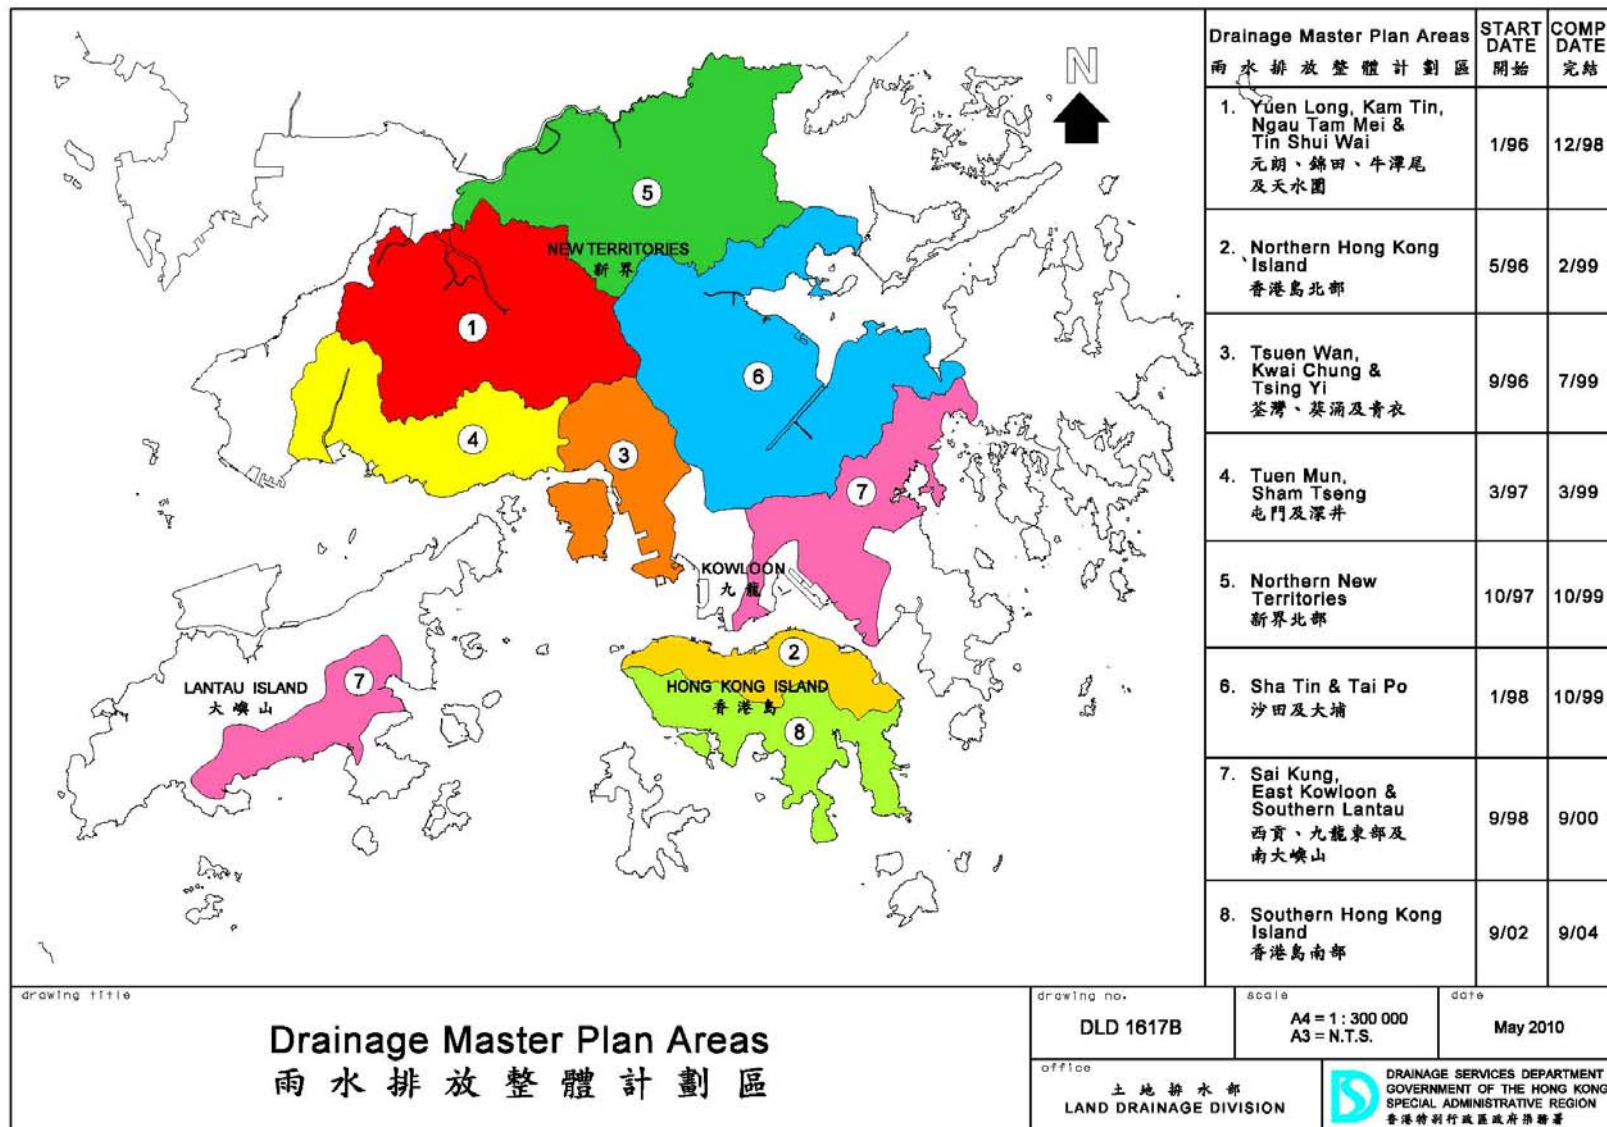 N
5
NEW TERRITORIES
新界
1
6
4
3
7
KOWLOON
九龍
2
LANTAU ISLAND
大嶼山
7
HONG KONG ISLAND
香港島
8
Drainage Master Plan Areas
雨水排放整體計劃區
START DATE
開始
COMP DATE
完結
1. Yuen Long, Kam Tin,
Ngau Tam Mei &
Tin Shui Wai
元朗、錦田、牛潭尾
及天水圍
1/96
12/98
2. Northern Hong Kong
Island
香港島北部
5/96
2/99
3. Tsuen Wan,
Kwai Chung &
Tsing Yi
荃灣、葵涌及青衣
9/96
7/99
4. Tuen Mun,
Sham Tseng
屯門及深井
3/97
3/99
5. Northern New
Territories
新界北部
10/97
10/99
6. Sha Tin & Tai Po
沙田及大埔
1/98
10/99
7. Sai Kung,
East Kowloon &
Southern Lantau
西貢、九龍東部及
南大嶼山
9/98
9/00
8. Southern Hong Kong
Island
香港島南部
9/02
9/04
drawing title
Drainage Master Plan Areas
雨水排放整體計劃區
drawing no.
DLD 1617B
scale
A4 = 1 : 300 000
A3 = N.T.S.
date
May 2010
office
土地排水部
LAND DRAINAGE DIVISION
DRAINAGE SERVICES DEPARTMENT
GOVERNMENT OF THE HONG KONG
SPECIAL ADMINISTRATIVE REGION
香港特別行政區政府渠務署